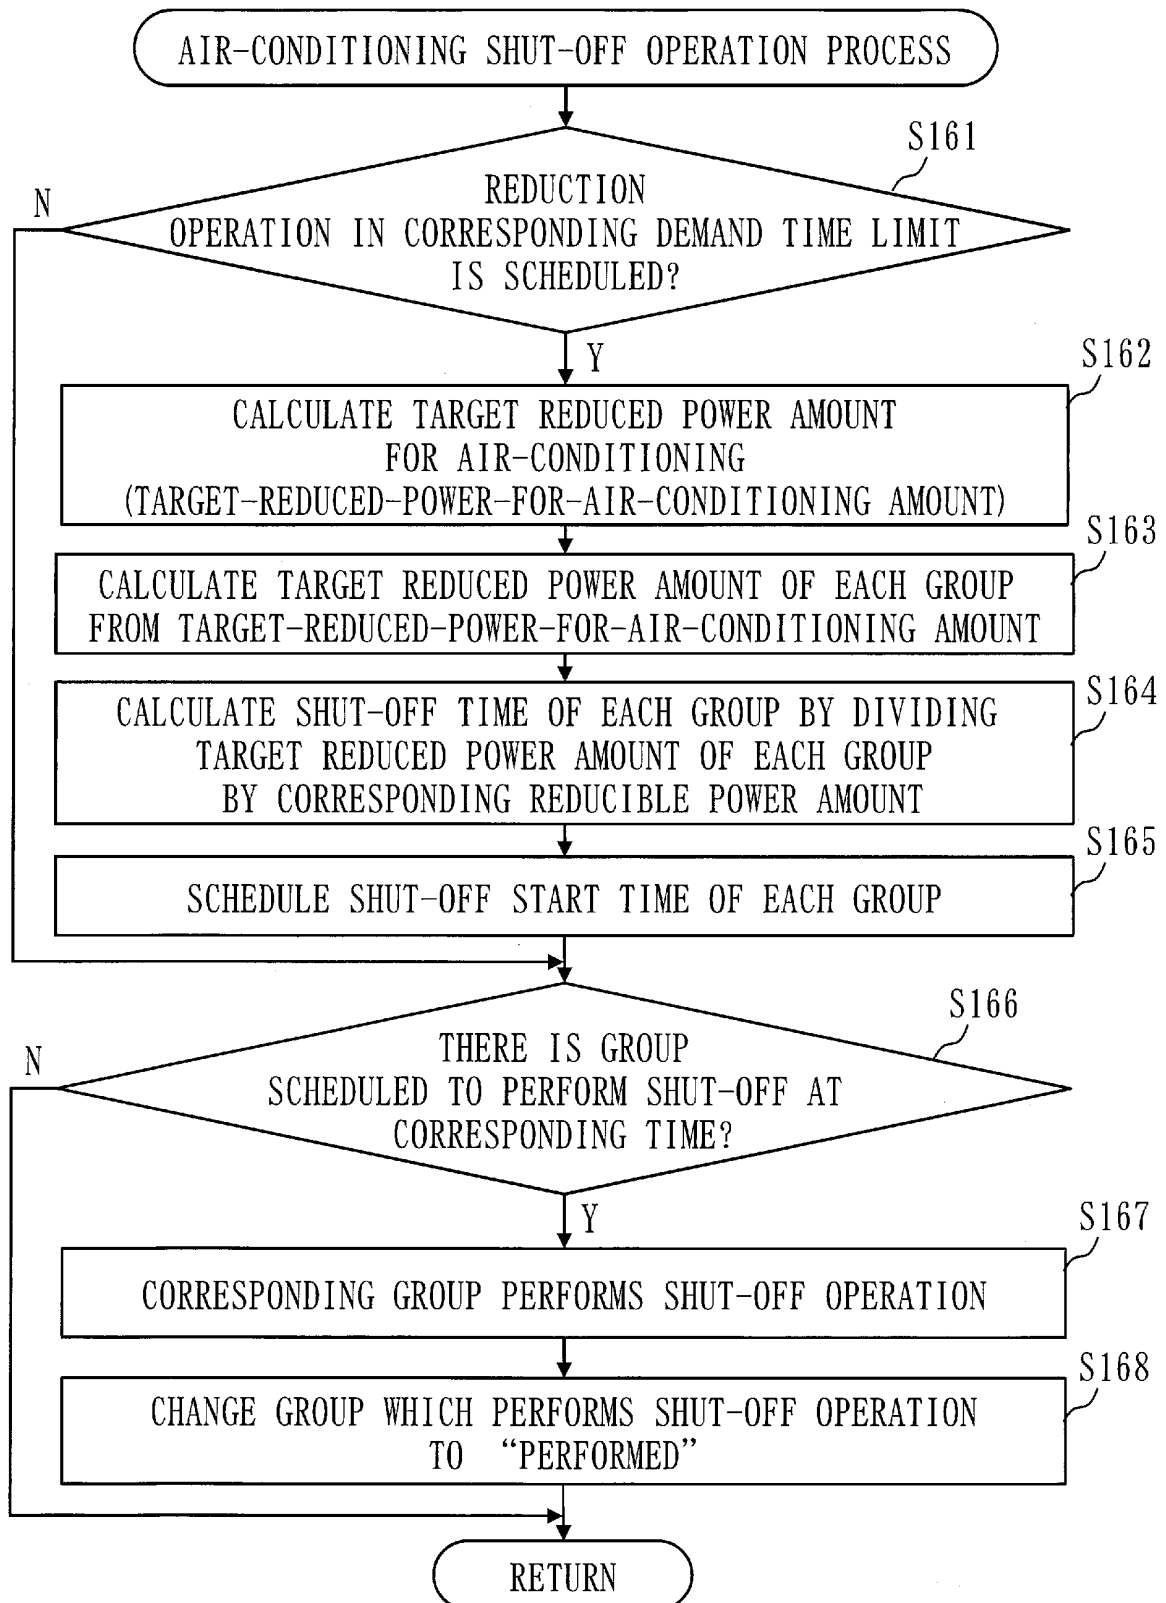 AIR-CONDITIONING SHUT-OFF OPERATION PROCESS
S161
N
REDUCTION
OPERATION IN CORRESPONDING DEMAND TIME LIMIT
IS SCHEDULED?
Y
S162
CALCULATE TARGET REDUCED POWER AMOUNT
FOR AIR-CONDITIONING
(TARGET-REDUCED-POWER-FOR-AIR-CONDITIONING AMOUNT)
S163
CALCULATE TARGET REDUCED POWER AMOUNT OF EACH GROUP
FROM TARGET-REDUCED-POWER-FOR-AIR-CONDITIONING AMOUNT
S164
CALCULATE SHUT-OFF TIME OF EACH GROUP BY DIVIDING
TARGET REDUCED POWER AMOUNT OF EACH GROUP
BY CORRESPONDING REDUCIBLE POWER AMOUNT
S165
SCHEDULE SHUT-OFF START TIME OF EACH GROUP
S166
N
THERE IS GROUP
SCHEDULED TO PERFORM SHUT-OFF AT
CORRESPONDING TIME?
Y
S167
CORRESPONDING GROUP PERFORMS SHUT-OFF OPERATION
S168
CHANGE GROUP WHICH PERFORMS SHUT-OFF OPERATION
TO “PERFORMED”
RETURN